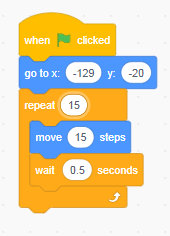 when clicked
go to x: -129 y: -20
repeat 15
move 15 steps
wait 0.5 seconds